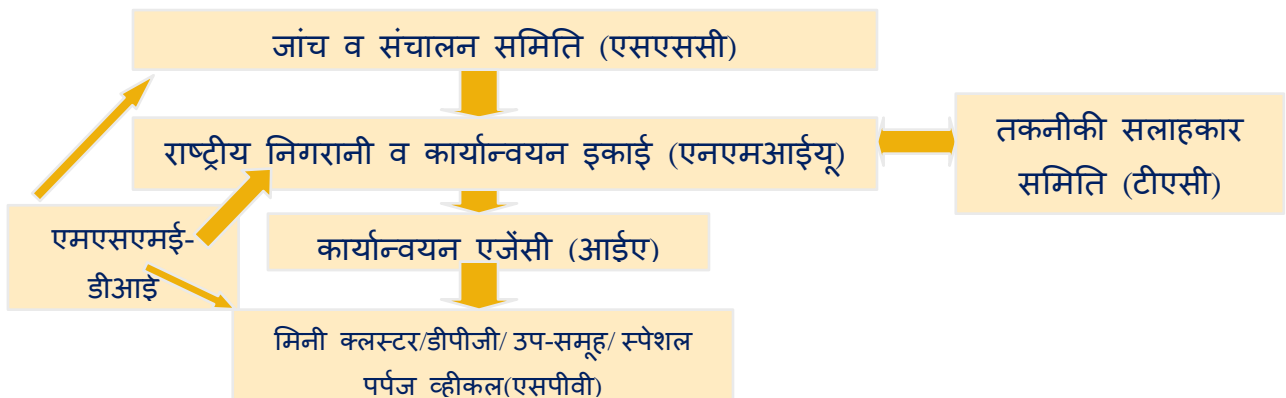 जांच व संचालन समिति (एसएससी)
राष्ट्रीय निगरानी व कार्यान्वयन इकाई (एनएमआईयू)
तकनीकी सलाहकार
समिति (टीएसी)
एमएसएमई-
डीआई
कार्यान्वयन एजेंसी (आईए)
मिनी क्लस्टर/डीपीजी/ उप-समूह/ स्पेशल
पर्पज व्हीकल(एसपीवी)